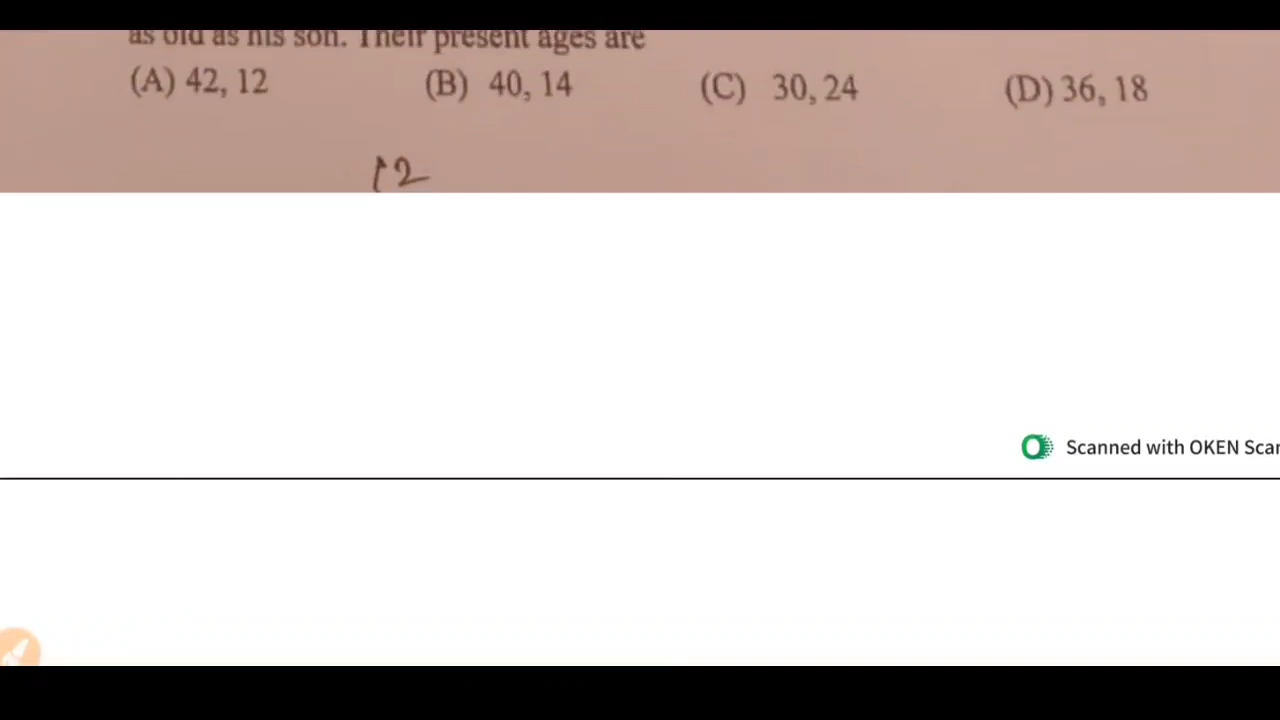 as old as his son. Their present ages are
(A) 42, 12 (B) 40, 14 (C) 30, 24 (D) 36, 18
12
Scanned with OKEN Scan